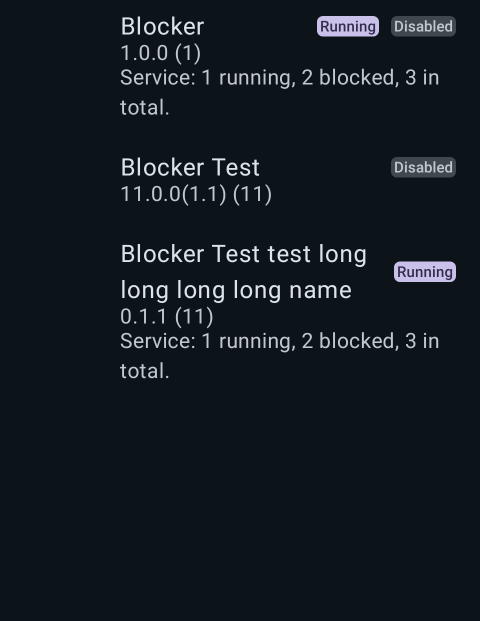 Blocker Running Disabled
1.0.0 (1)
Service: 1 running, 2 blocked, 3 in
total.
Blocker Test Disabled
11.0.0(1.1) (11)
Blocker Test test long
long long long name Running
0.1.1 (11)
Service: 1 running, 2 blocked, 3 in
total.